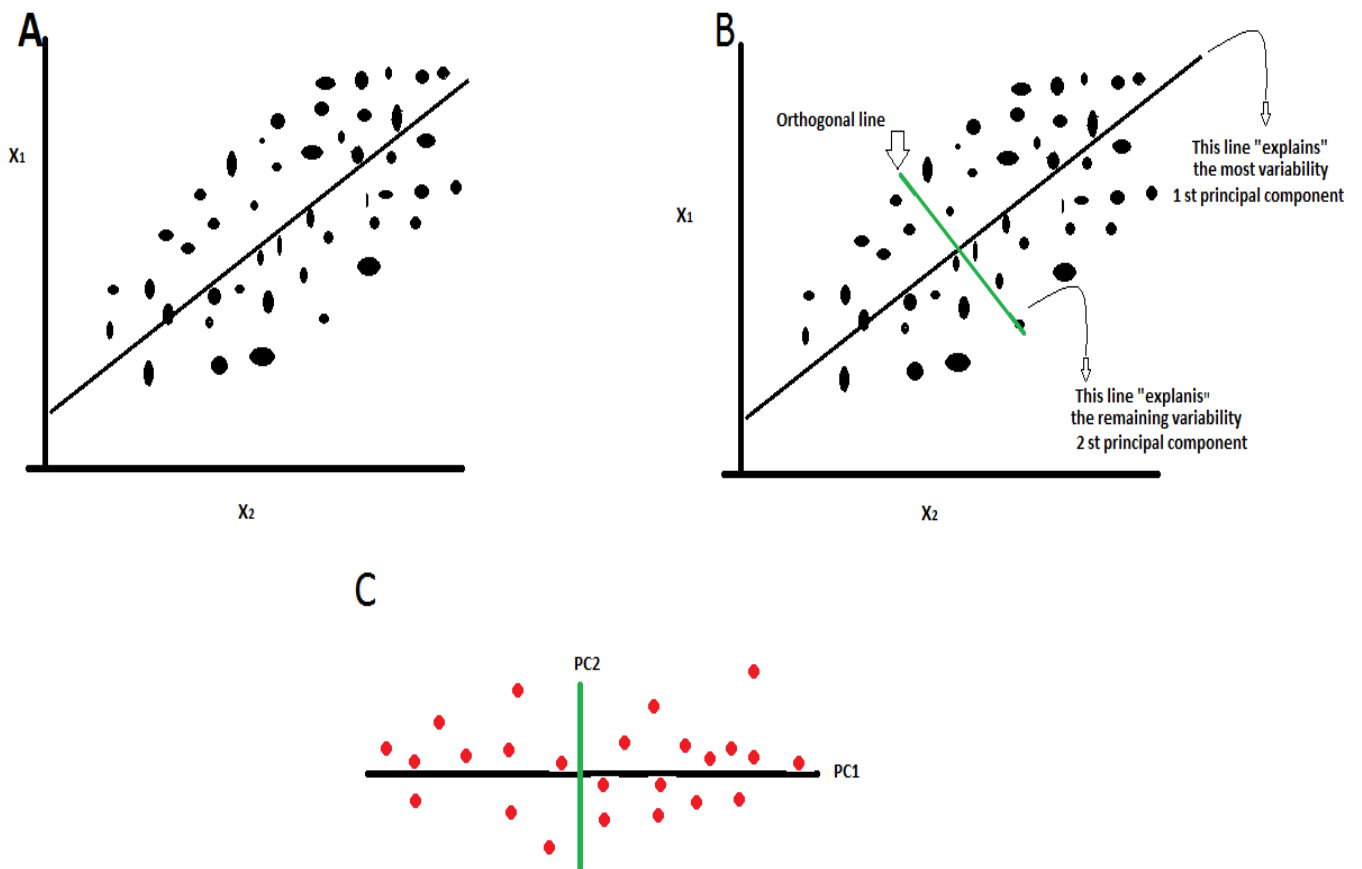 A
X₁
X₂
B
Orthogonal line
X₁
X₂
This line "explains"
the most variability
1 st principal component
This line "explanis"
the remaining variability
2 st principal component
C
PC2
PC1